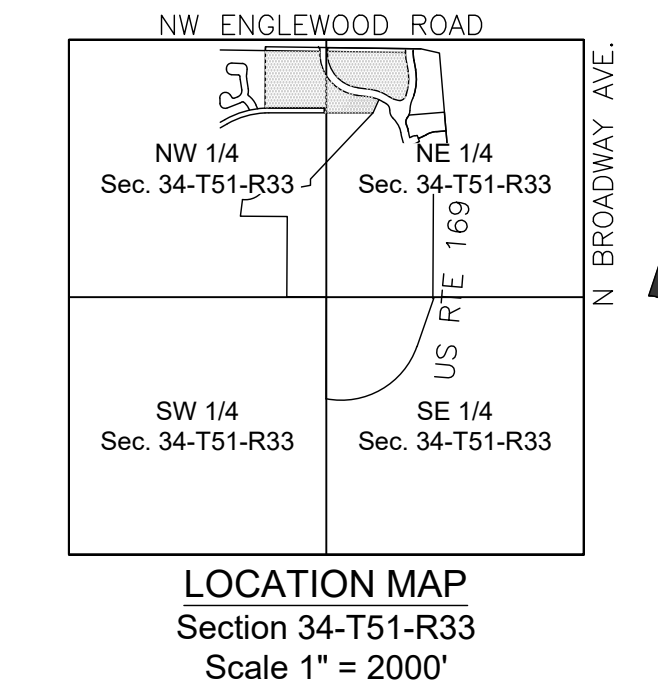 NW ENGLEWOOD ROAD
N BROADWAY AVE.
NW 1/4
Sec. 34-T51-R33
NE 1/4
Sec. 34-T51-R33
US RTE 169
SW 1/4
Sec. 34-T51-R33
SE 1/4
Sec. 34-T51-R33
LOCATION MAP
Section 34-T51-R33
Scale 1" = 2000'